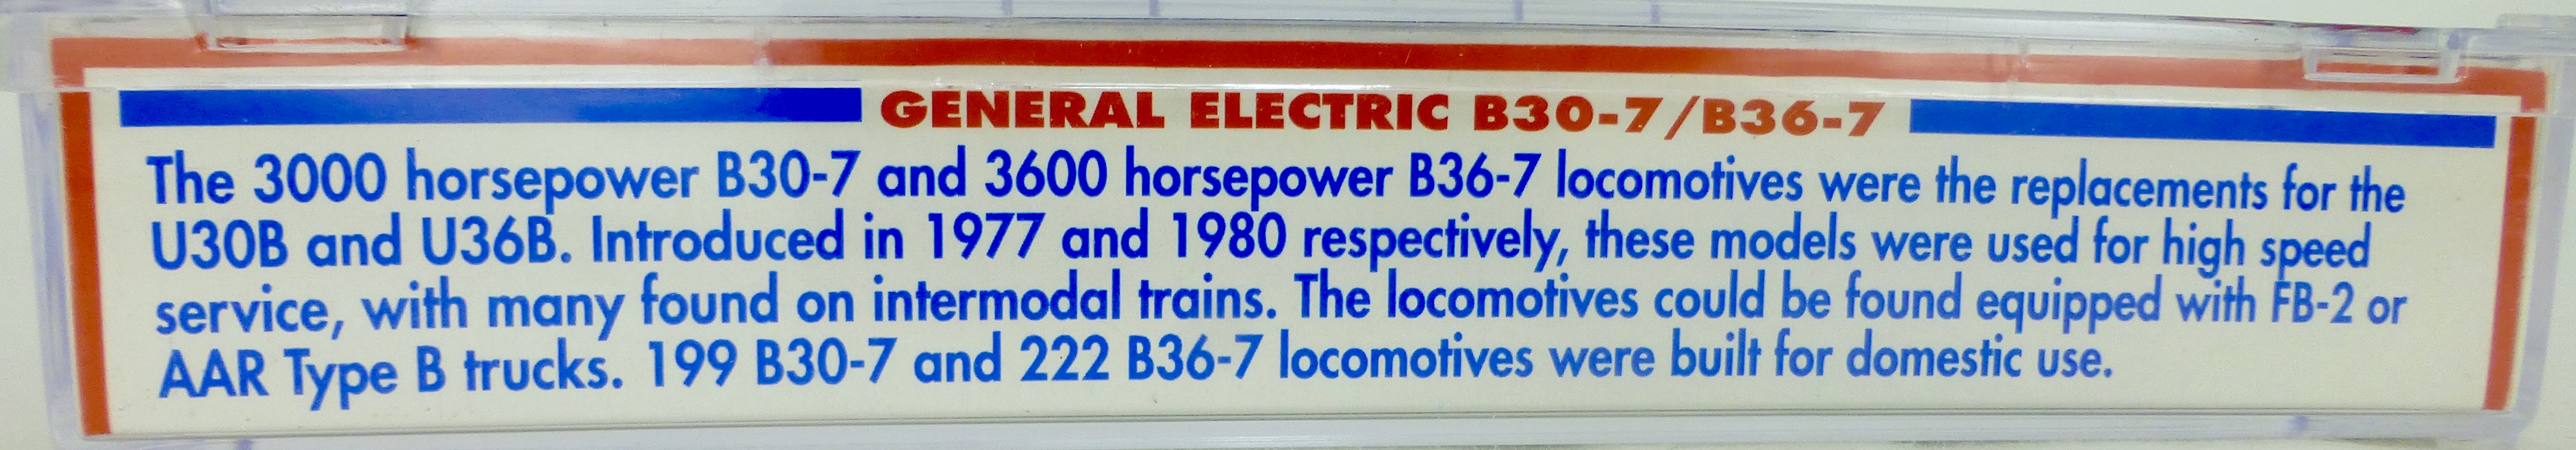 GENERAL ELECTRIC B30-7/B36-7
The 3000 horsepower B30-7 and 3600 horsepower B36-7 locomotives were the replacements for the
U30B and U36B. Introduced in 1977 and 1980 respectively, these models were used for high speed
service, with many found on intermodal trains. The locomotives could be found equipped with FB-2 or
AAR Type B trucks. 199 B30-7 and 222 B36-7 locomotives were built for domestic use.